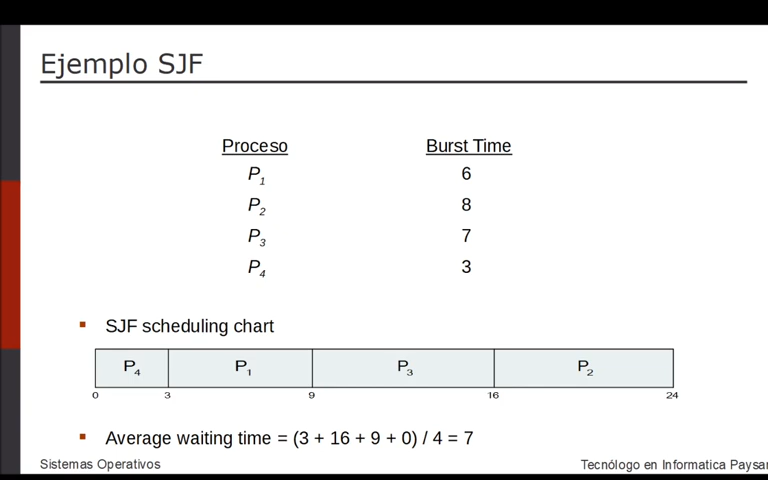 Ejemplo SJF
Proceso Burst Time
P1 6
P2 8
P3 7
P4 3
SJF scheduling chart
P4 P1 P3 P2
0 3 9 16 24
Average waiting time = (3 + 16 + 9 + 0) / 4 = 7
Sistemas Operativos Tecnólogo en Informatica Paysan